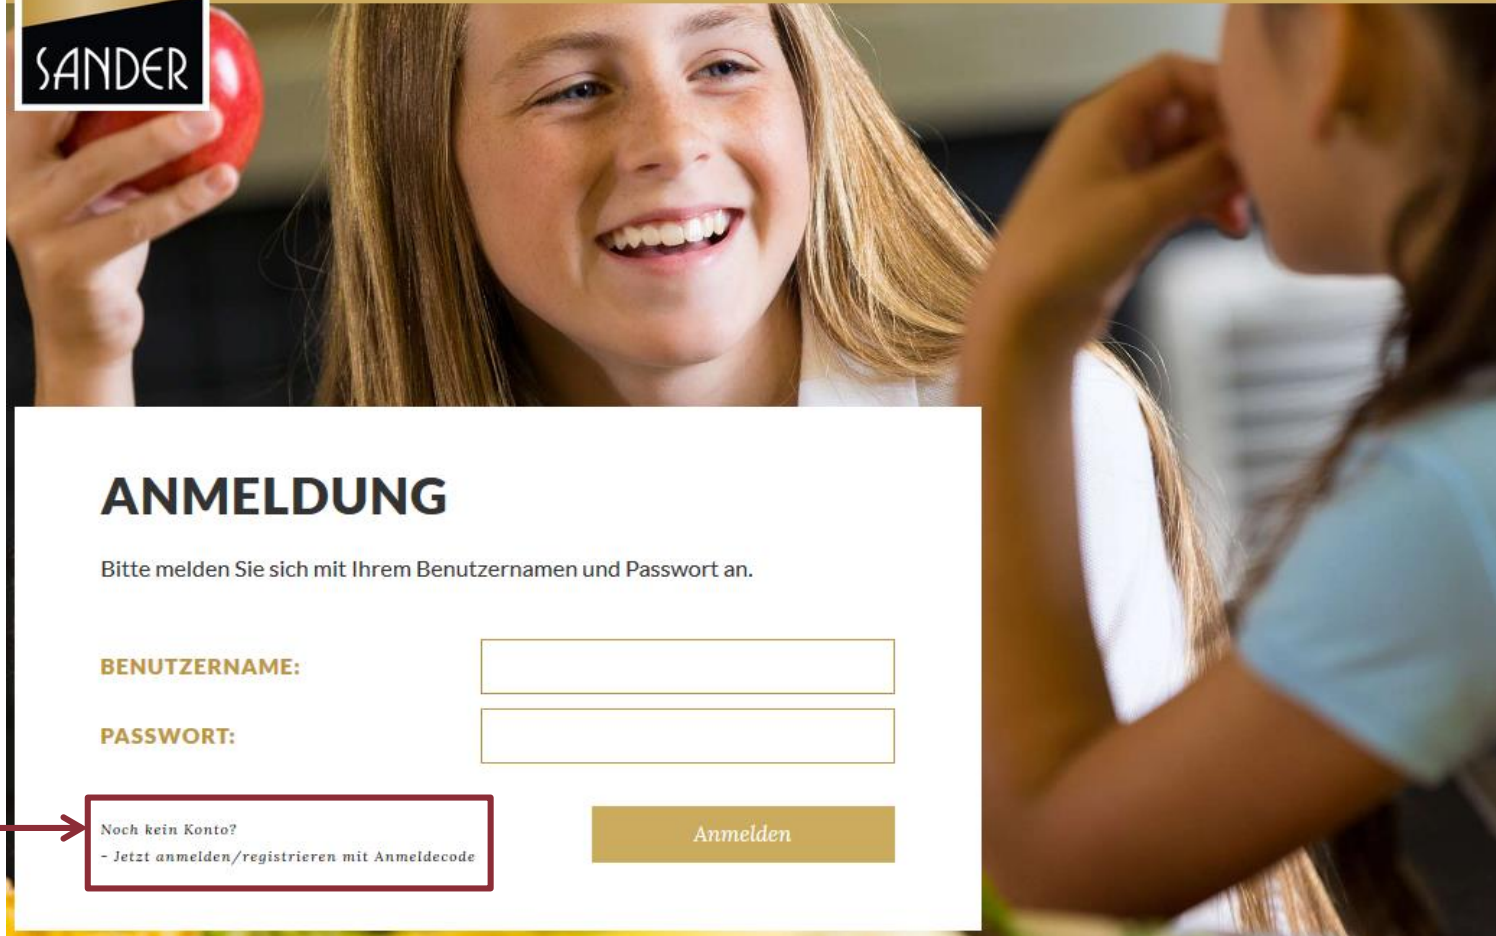 SANDER
ANMELDUNG
Bitte melden Sie sich mit Ihrem Benutzernamen und Passwort an.
BENUTZERNAME:
PASSWORT:
Noch kein Konto?
- Jetzt anmelden/registrieren mit Anmeldecode
Anmelden